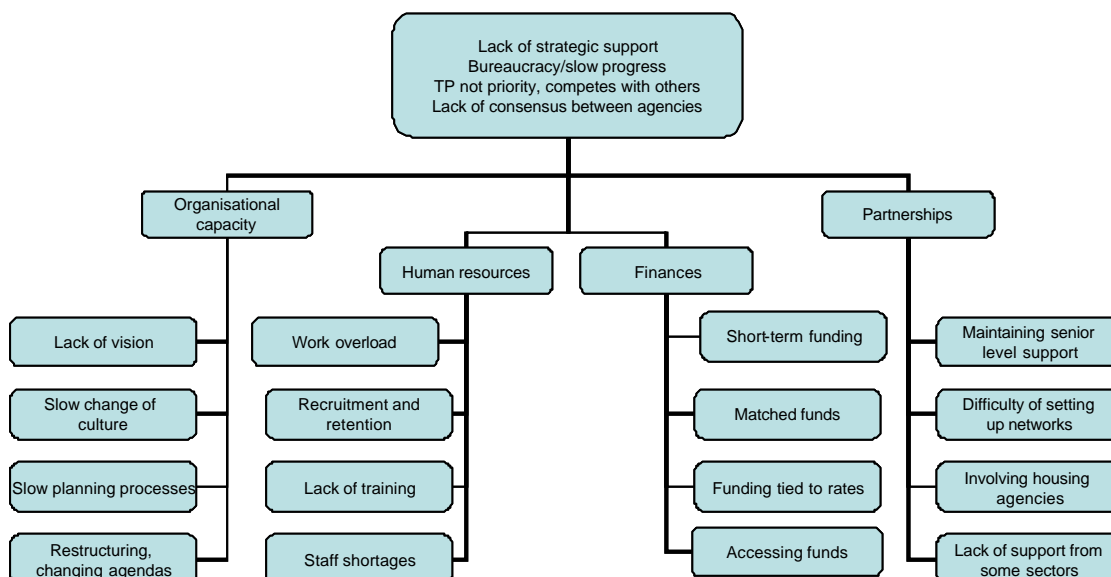 Lack of strategic support
Bureaucracy/slow progress
TP not priority, competes with others
Lack of consensus between agencies
Organisational
capacity
Partnerships
Human resources
Finances
Lack of vision
Slow change of
culture
Slow planning processes
Restructuring,
changing agendas
Work overload
Recruitment and
retention
Lack of training
Staff shortages
Short-term funding
Matched funds
Funding tied to rates
Accessing funds
Maintaining senior
level support
Difficulty of setting
up networks
Involving housing
agencies
Lack of support from
some sectors